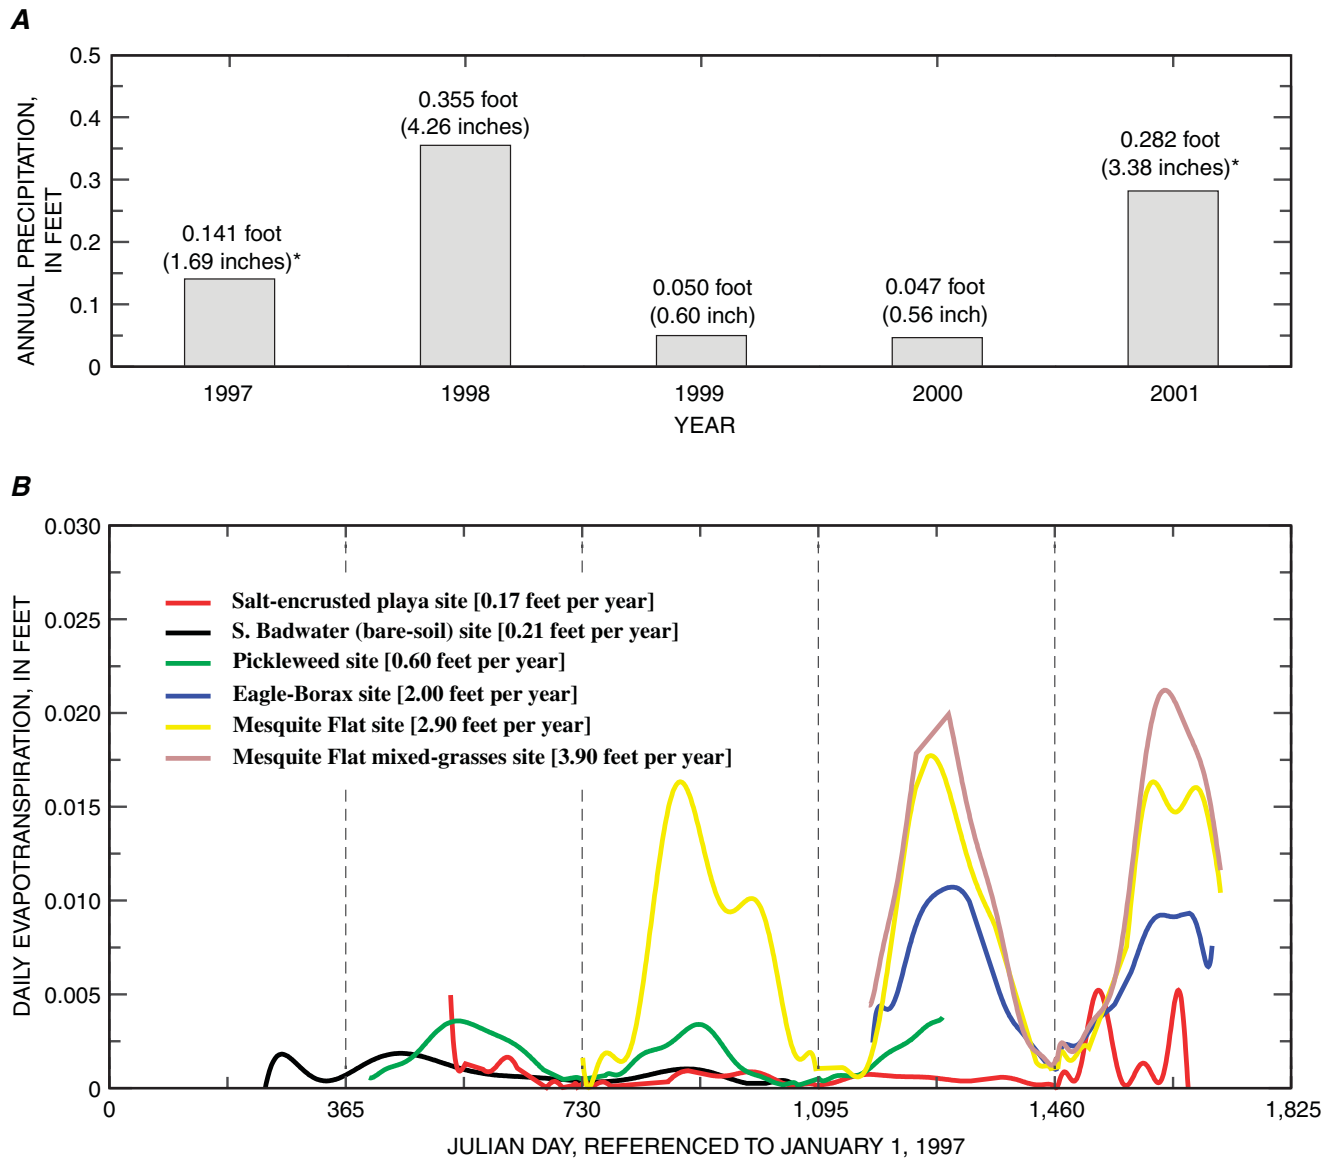 A
ANNUAL PRECIPITATION,
IN FEET
0.5
0.4
0.3
0.2
0.1
0
0.141 foot
(1.69 inches)*
0.355 foot
(4.26 inches)
0.050 foot
(0.60 inch)
0.047 foot
(0.56 inch)
0.282 foot
(3.38 inches)*
1997 1998 1999 2000 2001
YEAR
B
DAILY EVAPOTRANSPIRATION, IN FEET
0.030
0.025
0.020
0.015
0.010
0.005
0
Salt-encrusted playa site [0.17 feet per year]
S. Badwater (bare-soil) site [0.21 feet per year]
Pickleweed site [0.60 feet per year]
Eagle-Borax site [2.00 feet per year]
Mesquite Flat site [2.90 feet per year]
Mesquite Flat mixed-grasses site [3.90 feet per year]
0 365 730 1,095 1,460 1,825
JULIAN DAY, REFERENCED TO JANUARY 1, 1997